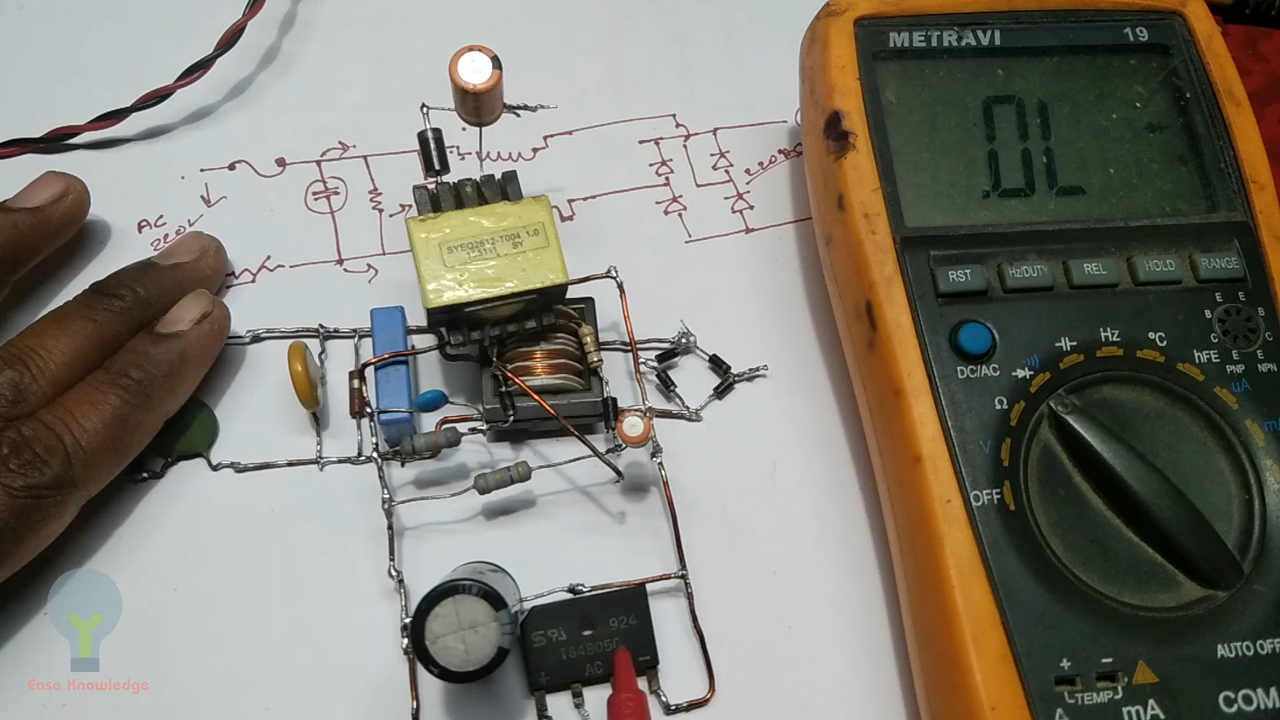 METRAVI 19
OL
RST Hz/DUTY REL HOLD RANGE
DC/AC
Hz
°C
hFE
E E
B B
C C
E E
PNP NPN
Ω
V
OFF
µA
AUTO OFF
COM
TEMP
A mA
AC
220V
SYEQ2612-T004 1.0
SY
924
TS4B05G
AC
Ease Knowledge